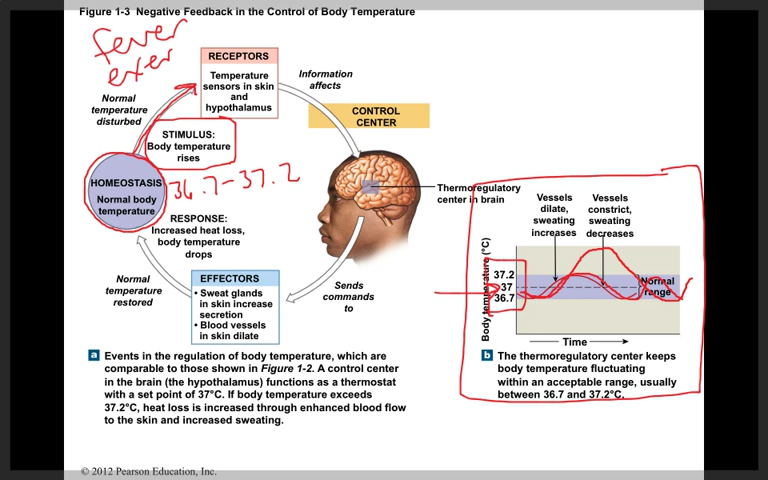 Figure 1-3 Negative Feedback in the Control of Body Temperature
fever
exer
RECEPTORS
Temperature
sensors in skin
and
hypothalamus
Information
affects
Normal
temperature
disturbed
CONTROL
CENTER
STIMULUS:
Body temperature
rises
HOMEOSTASIS
Normal body
temperature
36.7-37.2
Thermoregulatory
center in brain
RESPONSE:
Increased heat loss,
body temperature
drops
Normal
temperature
restored
EFFECTORS
• Sweat glands
in skin increase
secretion
• Blood vessels
in skin dilate
Sends
commands
to
Vessels
dilate,
sweating
increases
Vessels
constrict,
sweating
decreases
Body temperature (°C)
37.2
37
36.7
Normal
range
Time
a Events in the regulation of body temperature, which are
comparable to those shown in Figure 1-2. A control center
in the brain (the hypothalamus) functions as a thermostat
with a set point of 37°C. If body temperature exceeds
37.2°C, heat loss is increased through enhanced blood flow
to the skin and increased sweating.
b The thermoregulatory center keeps
body temperature fluctuating
within an acceptable range, usually
between 36.7 and 37.2°C.
© 2012 Pearson Education, Inc.